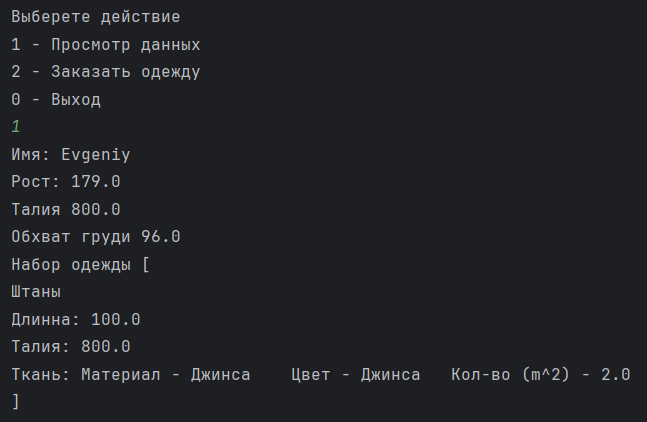 Выберете действие
1 - Просмотр данных
2 - Заказать одежду
0 - Выход
1
Имя: Evgeniy
Рост: 179.0
Талия 800.0
Обхват груди 96.0
Набор одежды [
Штаны
Длинна: 100.0
Талия: 800.0
Ткань: Материал - Джинса    Цвет - Джинса   Кол-во (m^2) - 2.0
]